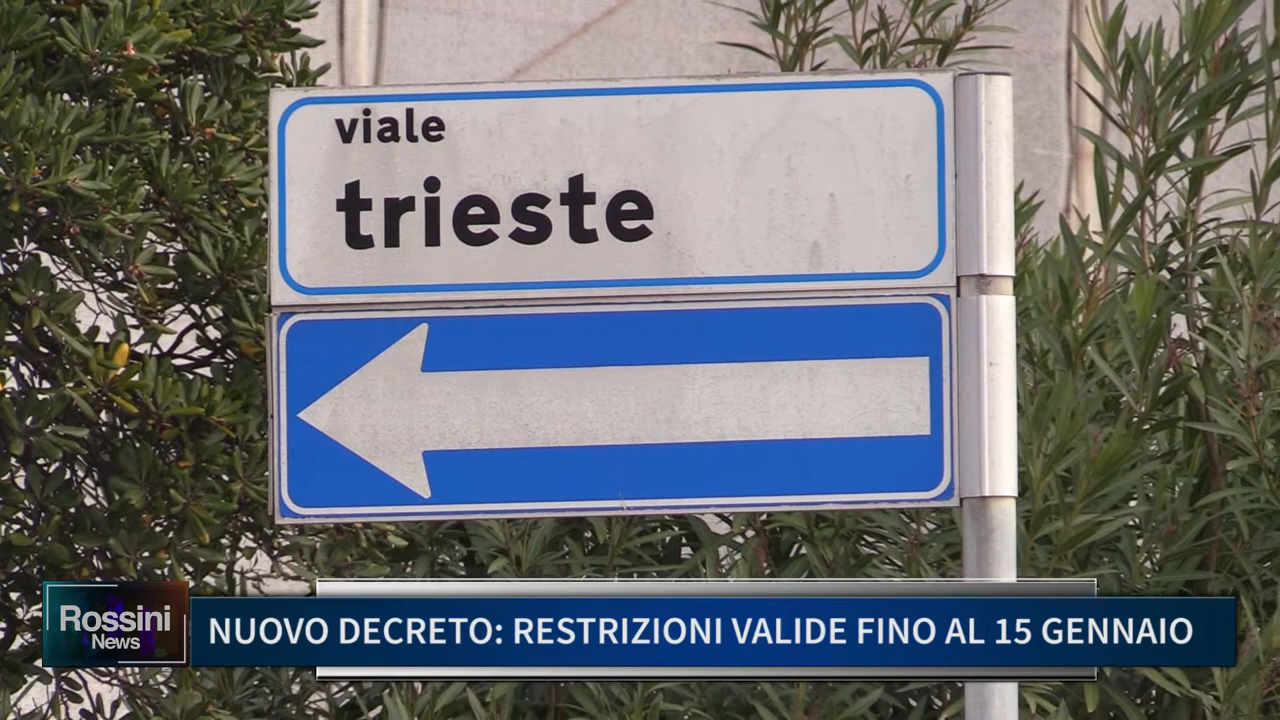 viale
trieste
Rossini
News
NUOVO DECRETO: RESTRIZIONI VALIDE FINO AL 15 GENNAIO